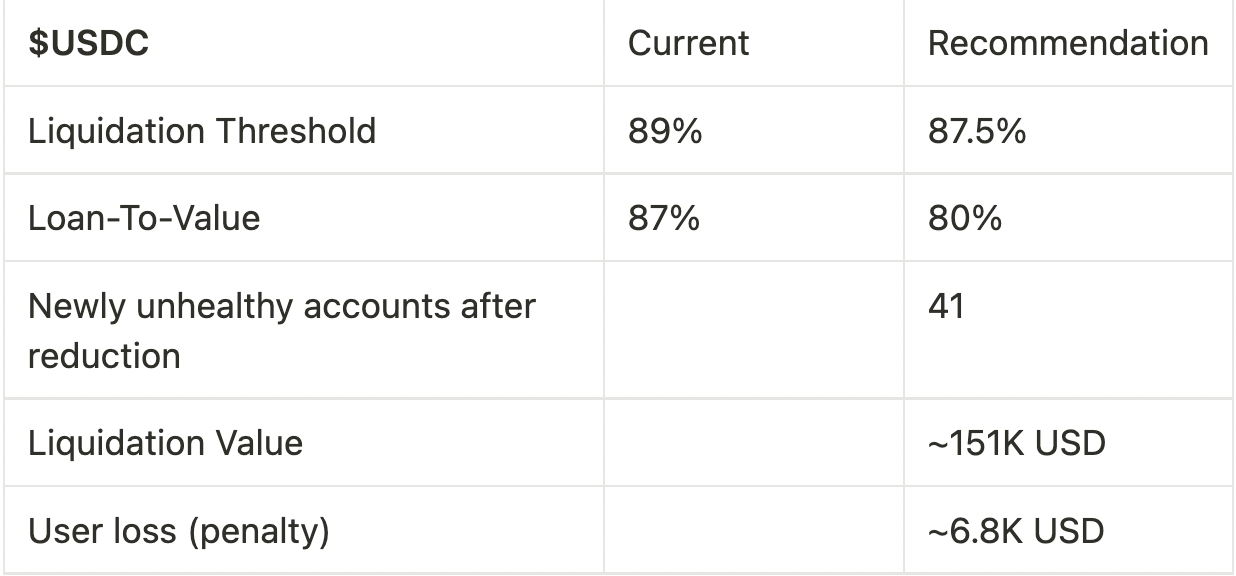 $USDC Current Recommendation
Liquidation Threshold 89% 87.5%
Loan-To-Value 87% 80%
Newly unhealthy accounts after 41
reduction
Liquidation Value ~151K USD
User loss (penalty) ~6.8K USD